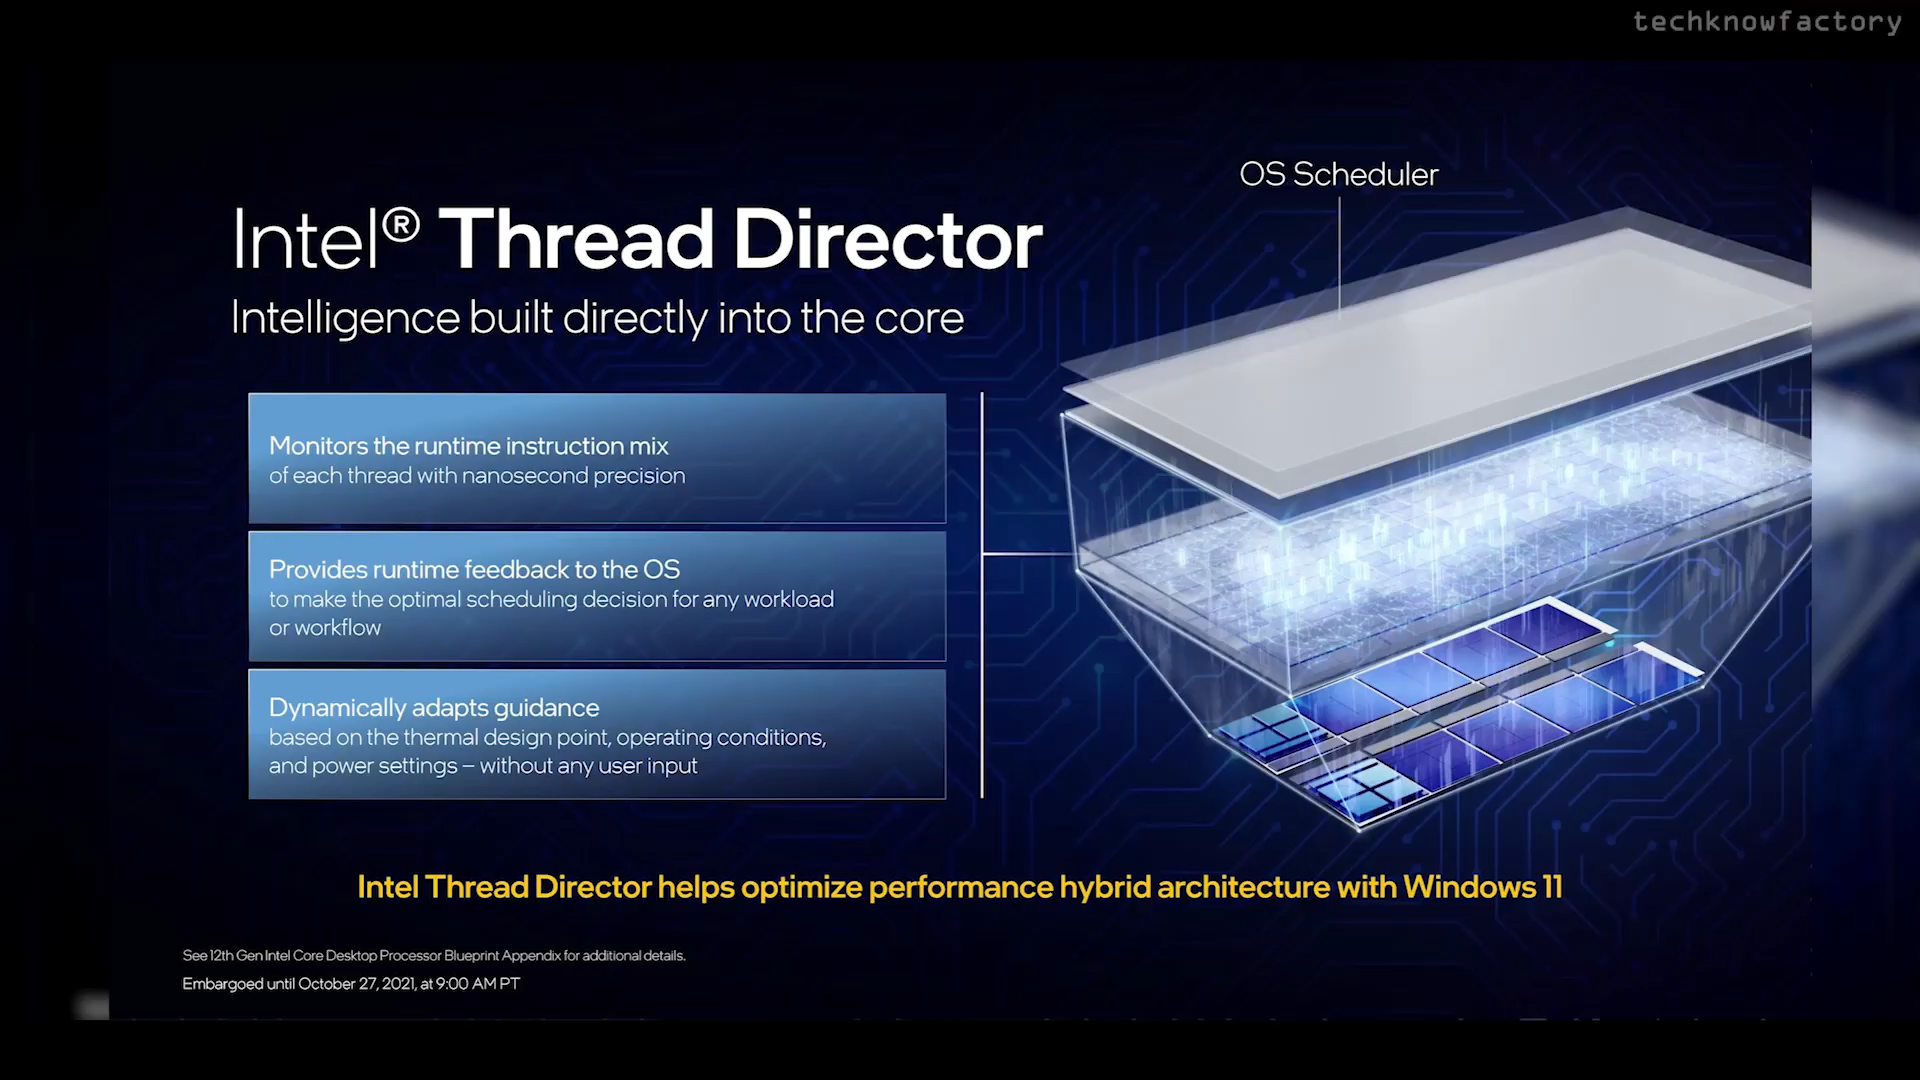 techknowfactory
OS Scheduler
Intel® Thread Director
Intelligence built directly into the core
Monitors the runtime instruction mix
of each thread with nanosecond precision
Provides runtime feedback to the OS
to make the optimal scheduling decision for any workload
or workflow
Dynamically adapts guidance
based on the thermal design point, operating conditions,
and power settings – without any user input
Intel Thread Director helps optimize performance hybrid architecture with Windows 11
See 12th Gen Intel Core Desktop Processor Blueprint Appendix for additional details.
Embargoed until October 27, 2021, at 9:00 AM PT